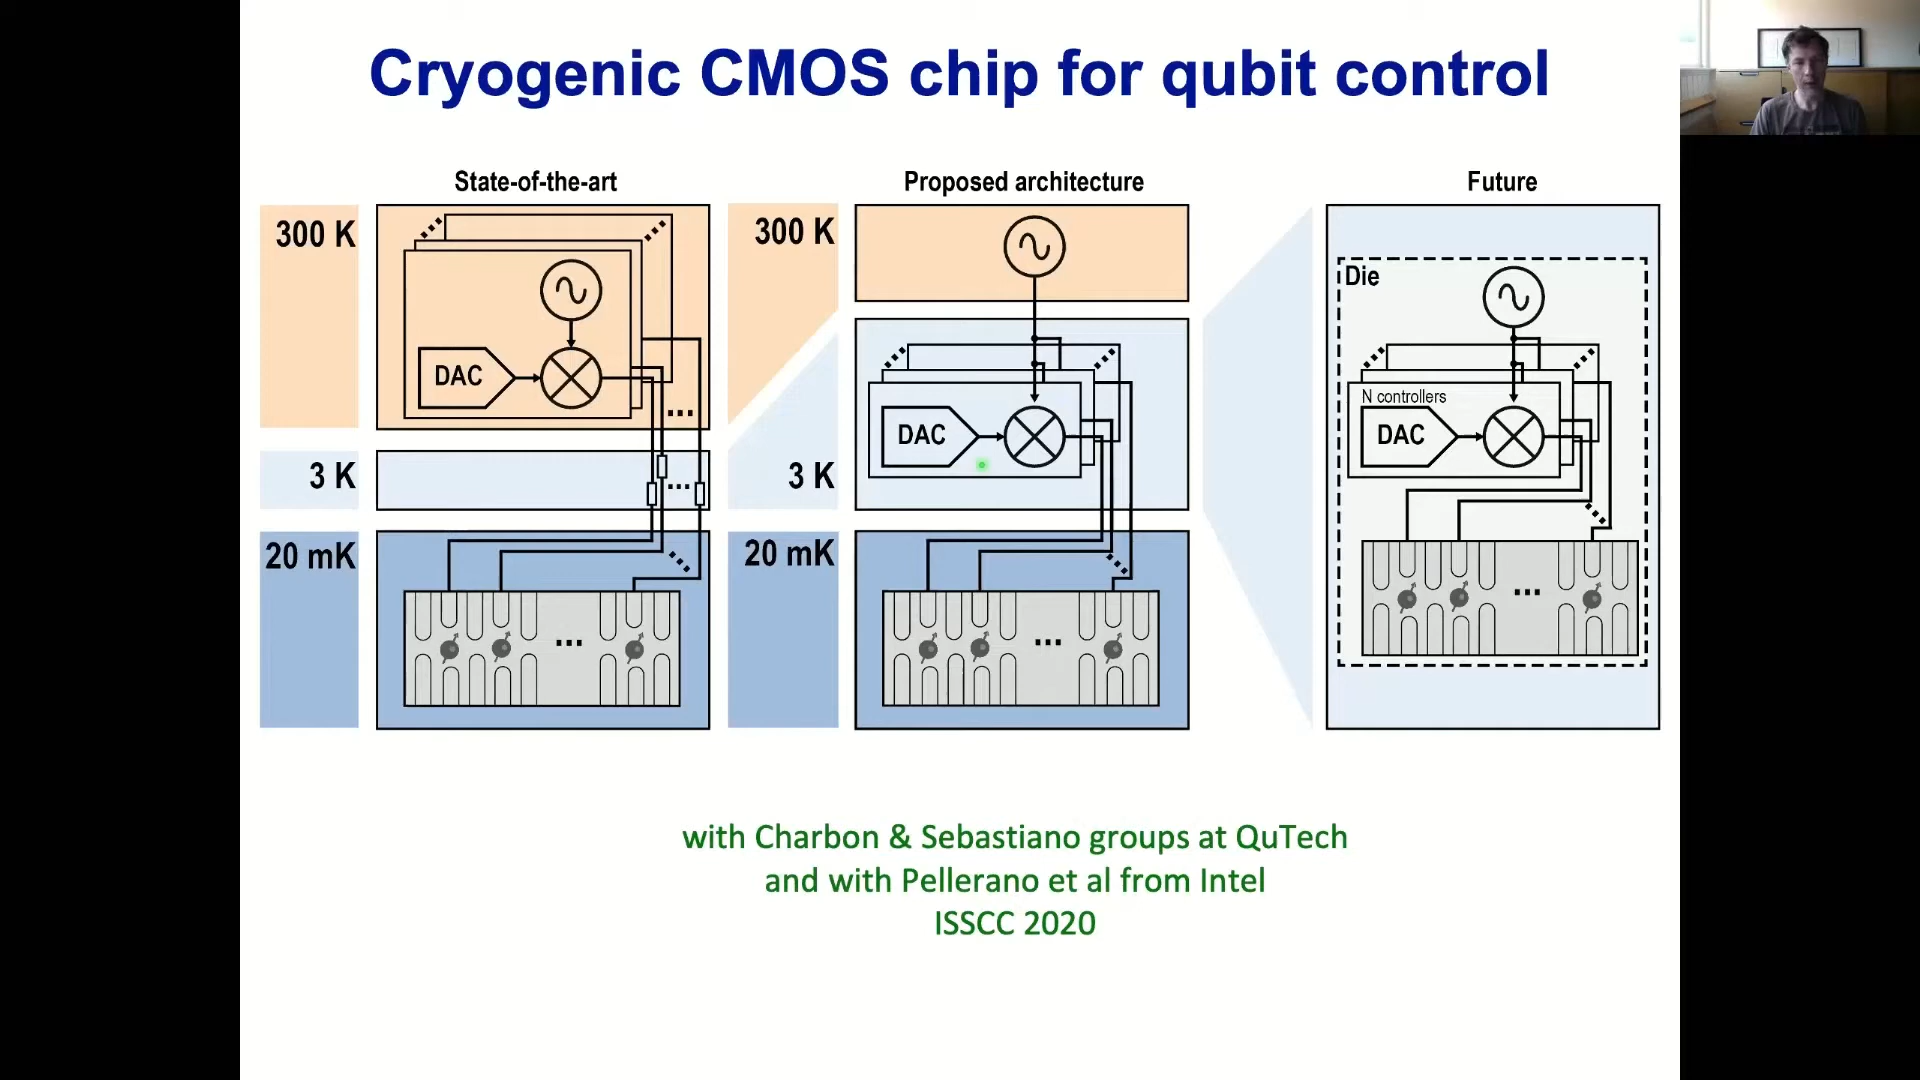 Cryogenic CMOS chip for qubit control
State-of-the-art
Proposed architecture
Future
300 K
DAC
3 K
20 mK
300 K
DAC
3 K
20 mK
Die
N controllers
DAC
with Charbon & Sebastiano groups at QuTech
and with Pellerano et al from Intel
ISSCC 2020